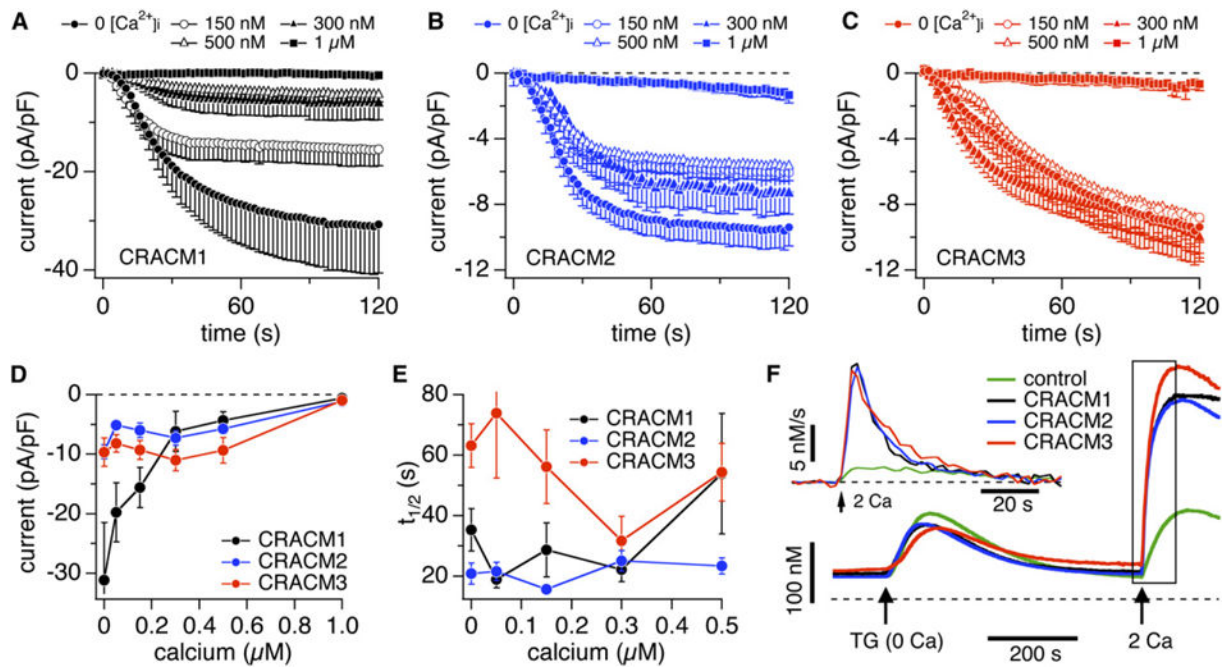 A
0 [Ca²⁺]i 150 nM 300 nM
500 nM 1 µM
0
-20
-40
current (pA/pF)
CRACM1
0 60 120
time (s)
B
0 [Ca²⁺]i 150 nM 300 nM
500 nM 1 µM
0
-4
-8
-12
current (pA/pF)
CRACM2
0 60 120
time (s)
C
0 [Ca²⁺]i 150 nM 300 nM
500 nM 1 µM
0
-4
-8
-12
current (pA/pF)
CRACM3
0 60 120
time (s)
D
0
-10
-20
-30
current (pA/pF)
CRACM1
CRACM2
CRACM3
0.0 0.2 0.4 0.6 0.8 1.0
calcium (µM)
E
80
60
40
20
t1/2 (s)
CRACM1
CRACM2
CRACM3
0.0 0.1 0.2 0.3 0.4 0.5
calcium (µM)
F
control
CRACM1
CRACM2
CRACM3
5 nM/s
2 Ca
20 s
100 nM
TG (0 Ca)
200 s
2 Ca